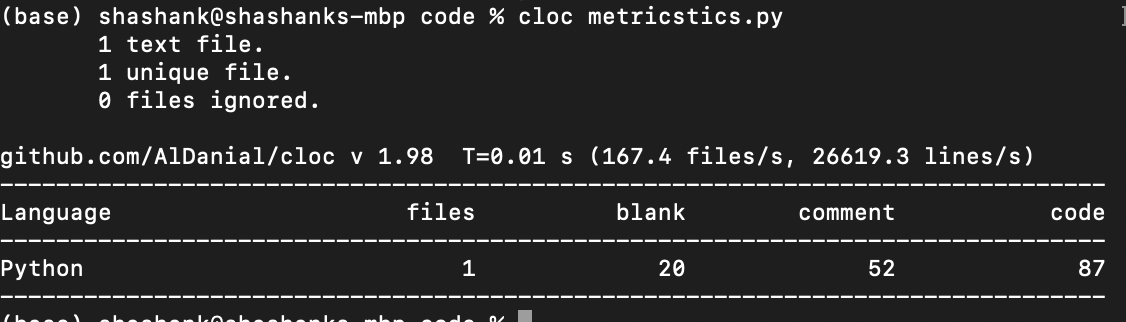 (base) shashank@shashanks-mbp code % cloc metricstics.py
1 text file.
1 unique file.
0 files ignored.
github.com/AlDanial/cloc v 1.98  T=0.01 s (167.4 files/s, 26619.3 lines/s)
-------------------------------------------------------------------------------
Language                     files          blank        comment           code
-------------------------------------------------------------------------------
Python                           1             20             52             87
-------------------------------------------------------------------------------
(base) shashank@shashanks-mbp code %